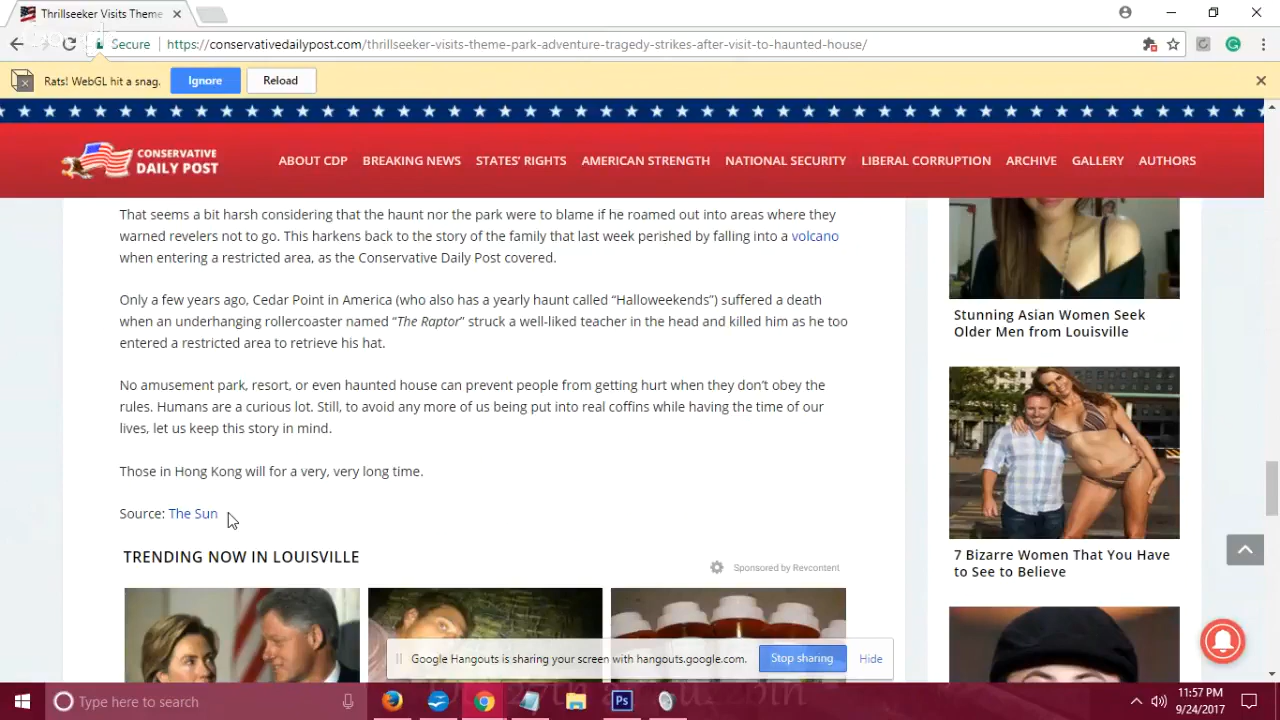 Thrillseeker Visits Theme
Secure
https://conservativedailypost.com/thrillseeker-visits-theme-park-adventure-tragedy-strikes-after-visit-to-haunted-house/
Rats! WebGL hit a snag.
Ignore
Reload
CONSERVATIVE
DAILY POST
ABOUT CDP
BREAKING NEWS
STATES' RIGHTS
AMERICAN STRENGTH
NATIONAL SECURITY
LIBERAL CORRUPTION
ARCHIVE
GALLERY
AUTHORS
That seems a bit harsh considering that the haunt nor the park were to blame if he roamed out into areas where they
warned revelers not to go. This harkens back to the story of the family that last week perished by falling into a volcano
when entering a restricted area, as the Conservative Daily Post covered.
Only a few years ago, Cedar Point in America (who also has a yearly haunt called “Halloweekends”) suffered a death
when an underhanging rollercoaster named “The Raptor” struck a well-liked teacher in the head and killed him as he too
entered a restricted area to retrieve his hat.
No amusement park, resort, or even haunted house can prevent people from getting hurt when they don’t obey the
rules. Humans are a curious lot. Still, to avoid any more of us being put into real coffins while having the time of our
lives, let us keep this story in mind.
Those in Hong Kong will for a very, very long time.
Source: The Sun
TRENDING NOW IN LOUISVILLE
Sponsored by Revcontent
Stunning Asian Women Seek
Older Men from Louisville
7 Bizarre Women That You Have
to See to Believe
Google Hangouts is sharing your screen with hangouts.google.com.
Stop sharing
Hide
Type here to search
Ps
11:57 PM
9/24/2017